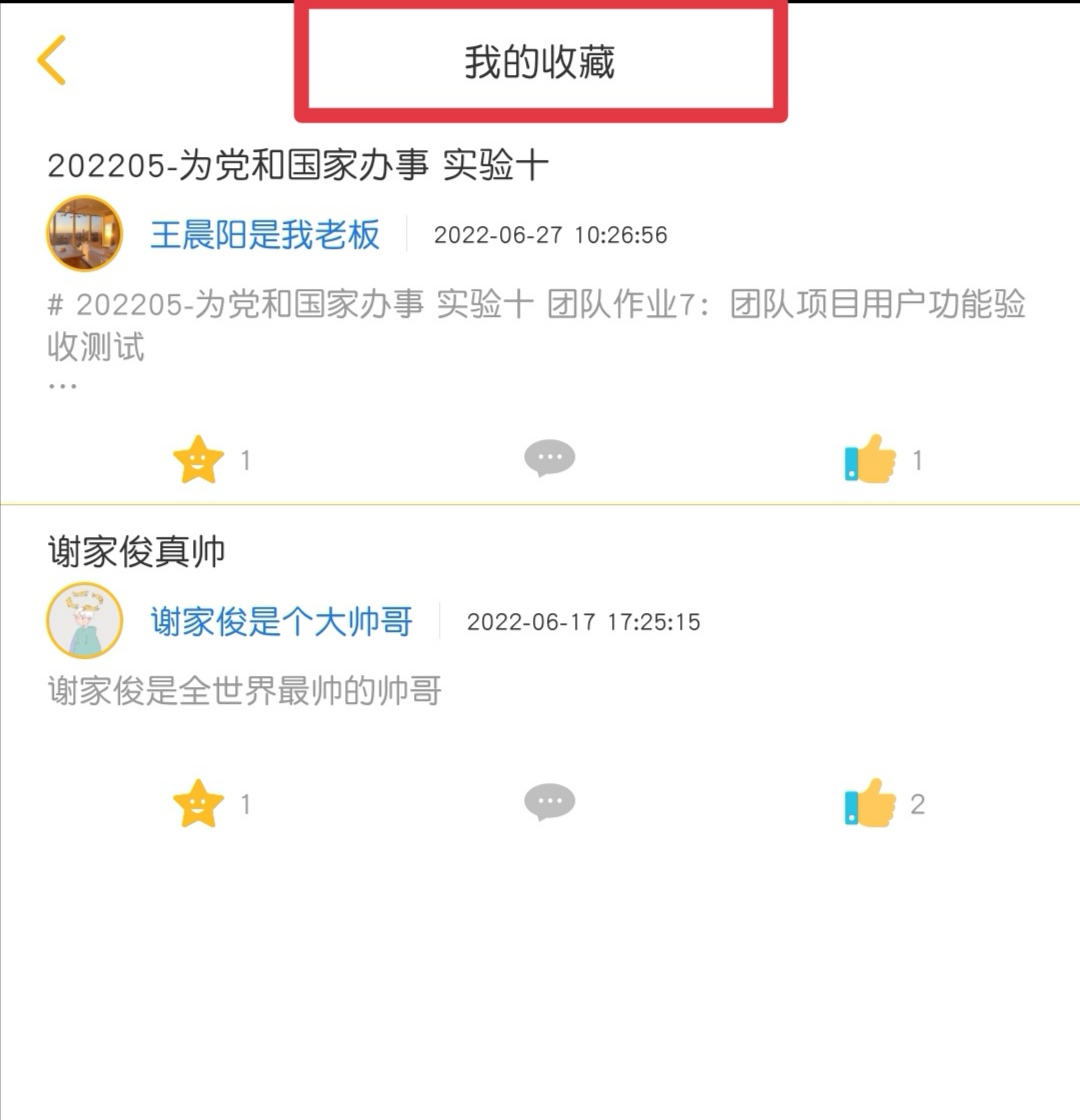 我的收藏
202205-为党和国家办事 实验十
王晨阳是我老板 2022-06-27 10:26:56
# 202205-为党和国家办事 实验十 团队作业7：团队项目用户功能验
收测试
...
1 1
谢家俊真帅
谢家俊是个大帅哥 2022-06-17 17:25:15
谢家俊是全世界最帅的帅哥
1 2